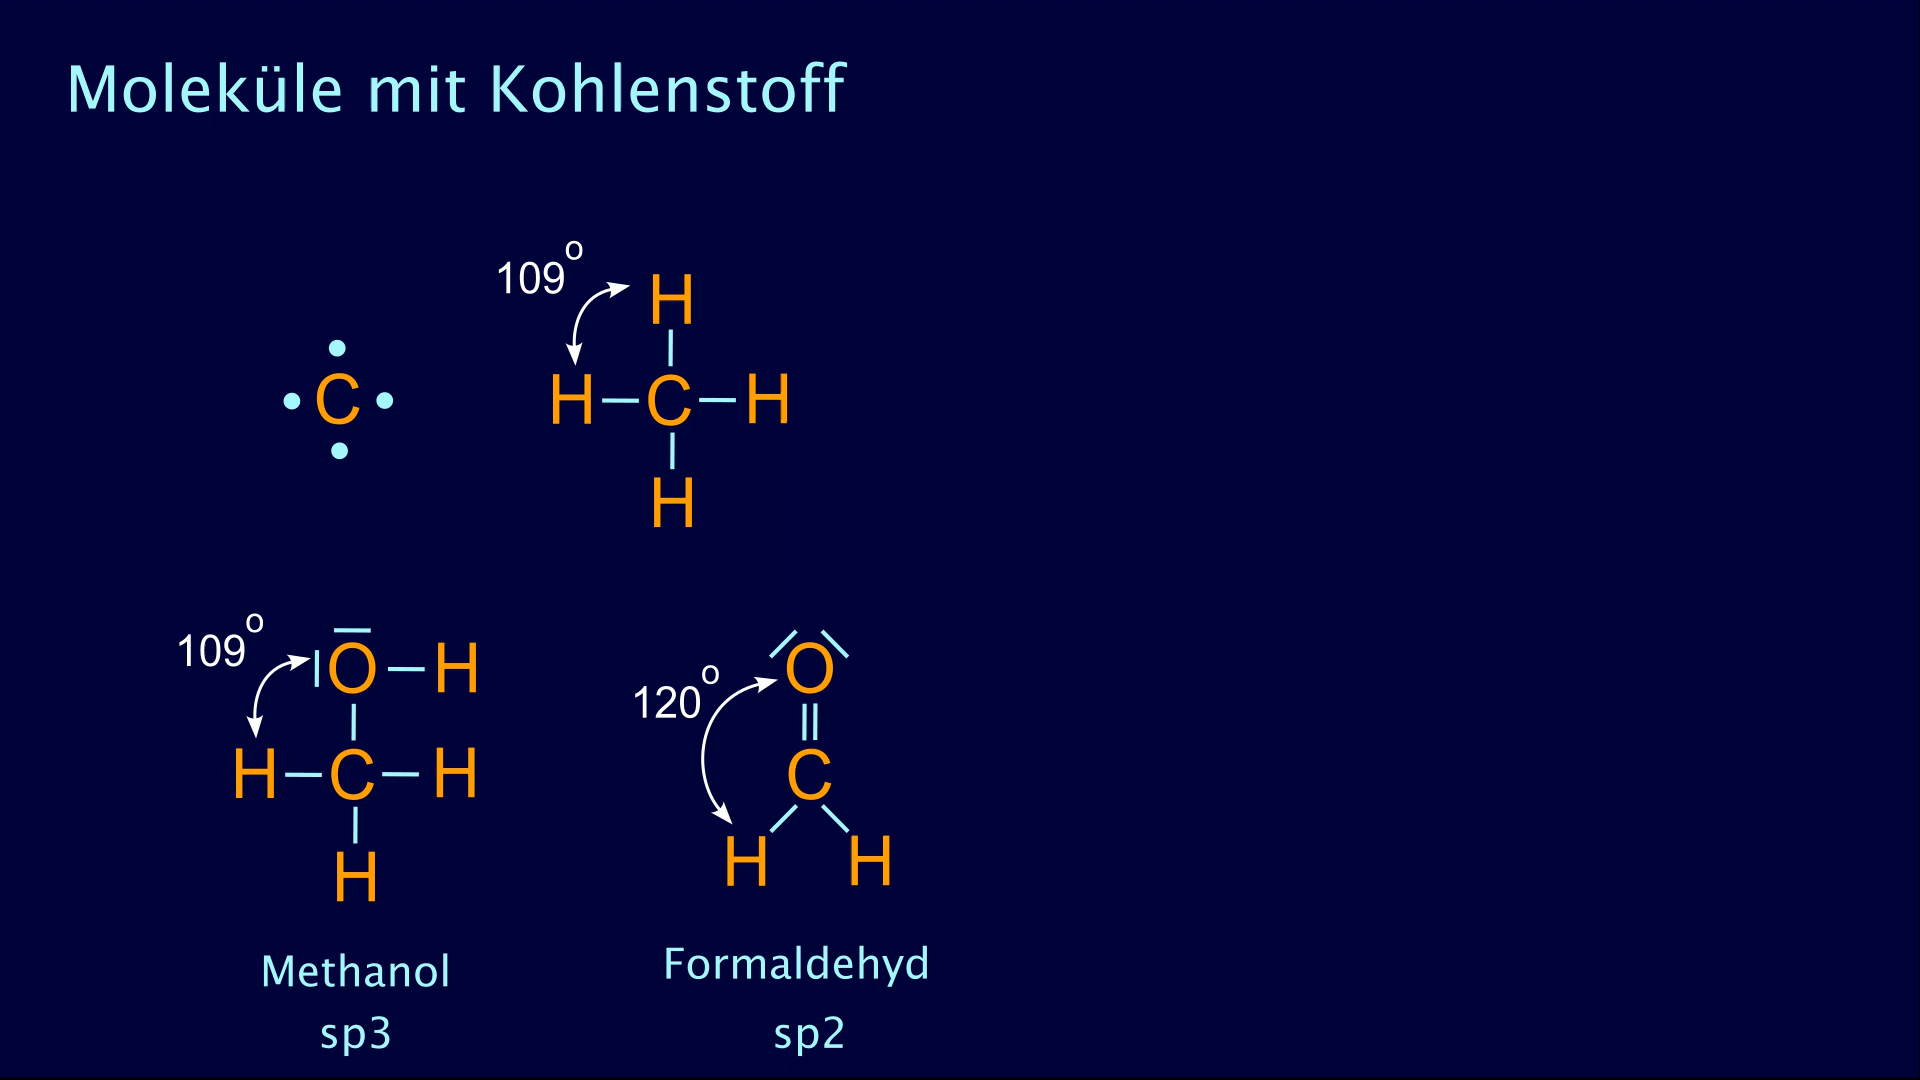 Moleküle mit Kohlenstoff
109°
H
C
H C H
H
109°
O H
H C H
H
120°
O
C
H H
Methanol
sp3
Formaldehyd
sp2